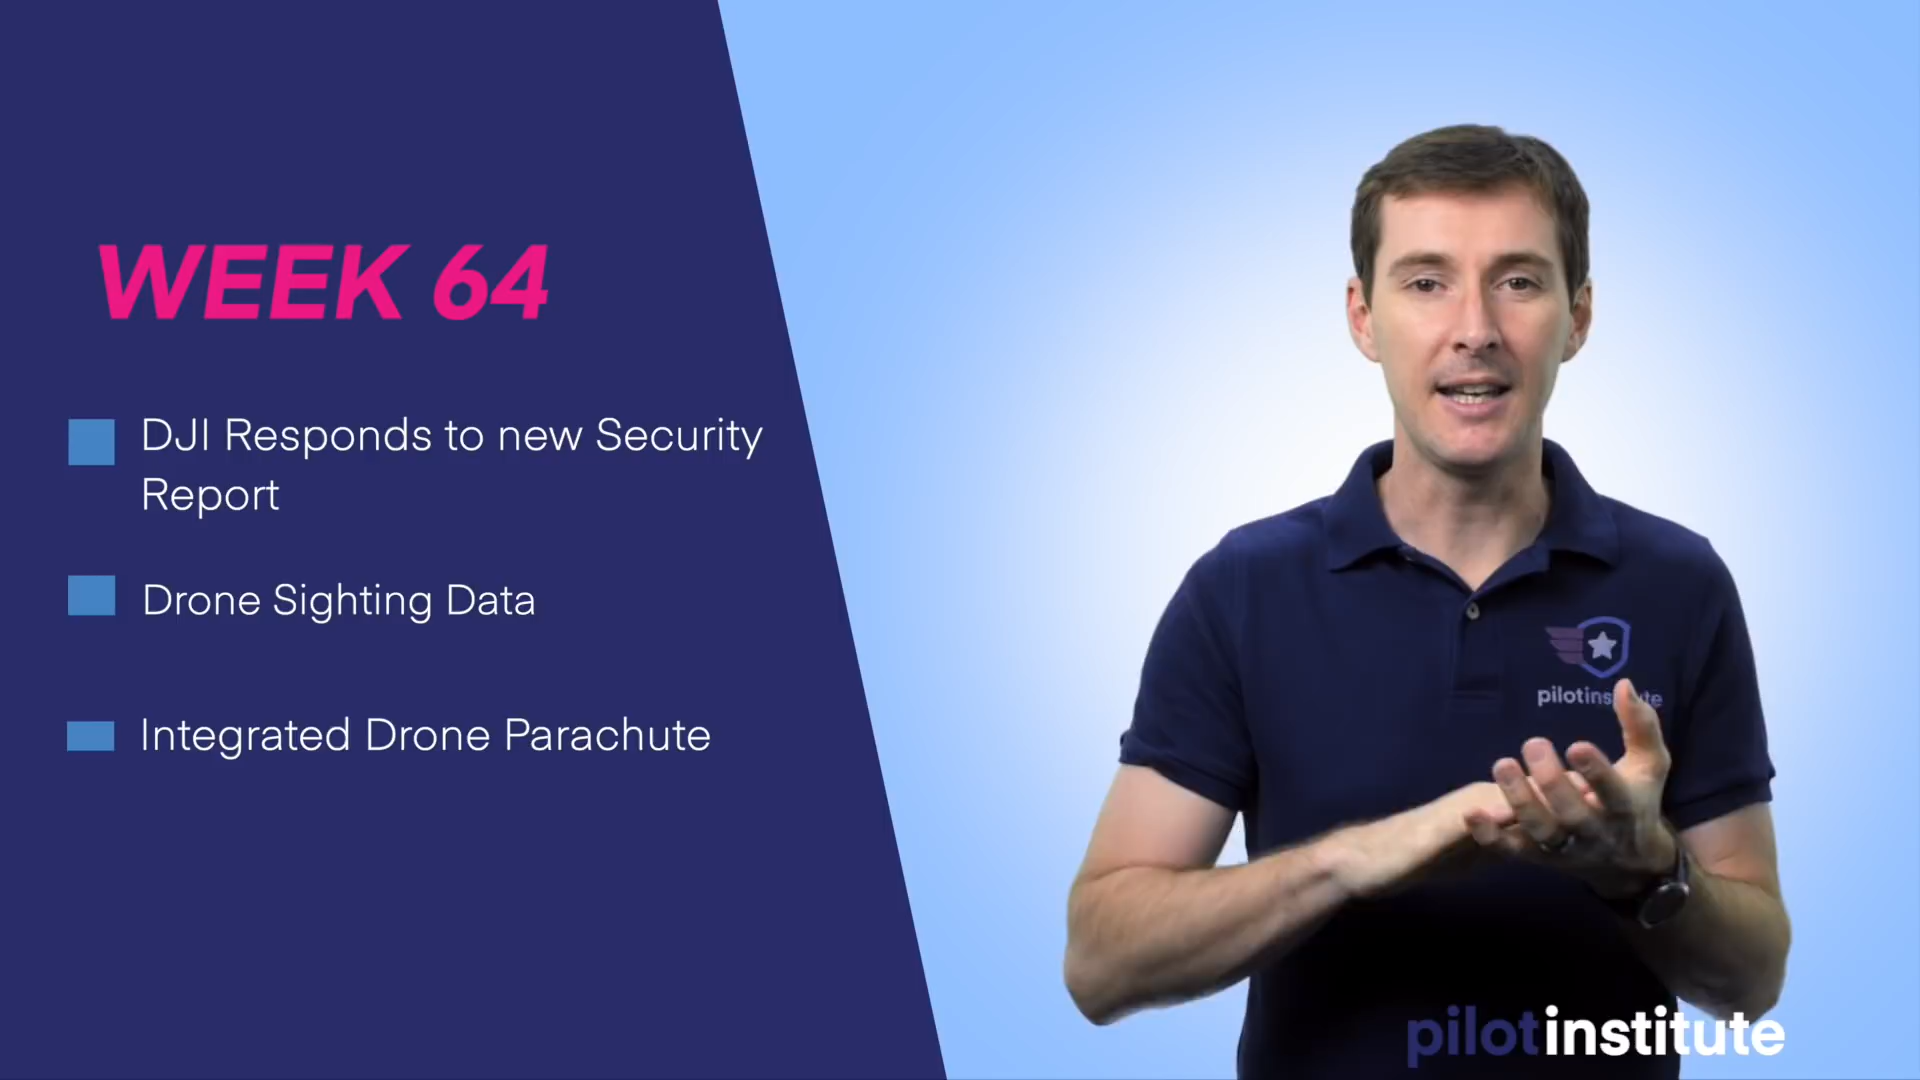 WEEK 64
DJI Responds to new Security
Report
Drone Sighting Data
Integrated Drone Parachute
pilotinstitute